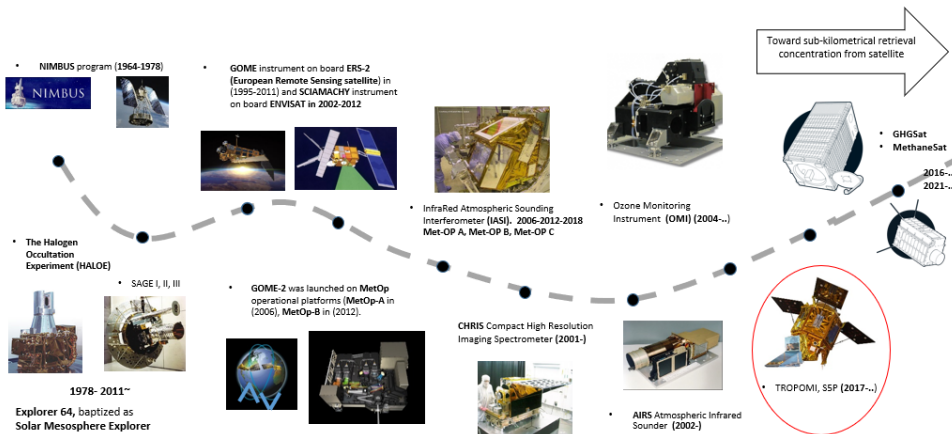 NIMBUS program (1964-1978)
NIMBUS
GOME instrument on board ERS-2
(European Remote Sensing satellite) in
(1995-2011) and SCIAMACHY instrument
on board ENVISAT in 2002-2012
Toward sub-kilometrical retrieval
concentration from satellite
GHGSat
MethaneSat
2016-..
2021-..
InfraRed Atmospheric Sounding
Interferometer (IASI). 2006-2012-2018
Met-OP A, Met-OP B, Met-OP C
Ozone Monitoring
Instrument (OMI) (2004-..)
The Halogen
Occultation
Experiment (HALOE)
SAGE I, II, III
GOME-2 was launched on MetOp
operational platforms (MetOp-A in
(2006), MetOp-B in (2012).
CHRIS Compact High Resolution
Imaging Spectrometer (2001-)
TROPOMI, S5P (2017-..)
1978- 2011~
Explorer 64, baptized as
Solar Mesosphere Explorer
AIRS Atmospheric Infrared
Sounder (2002-)